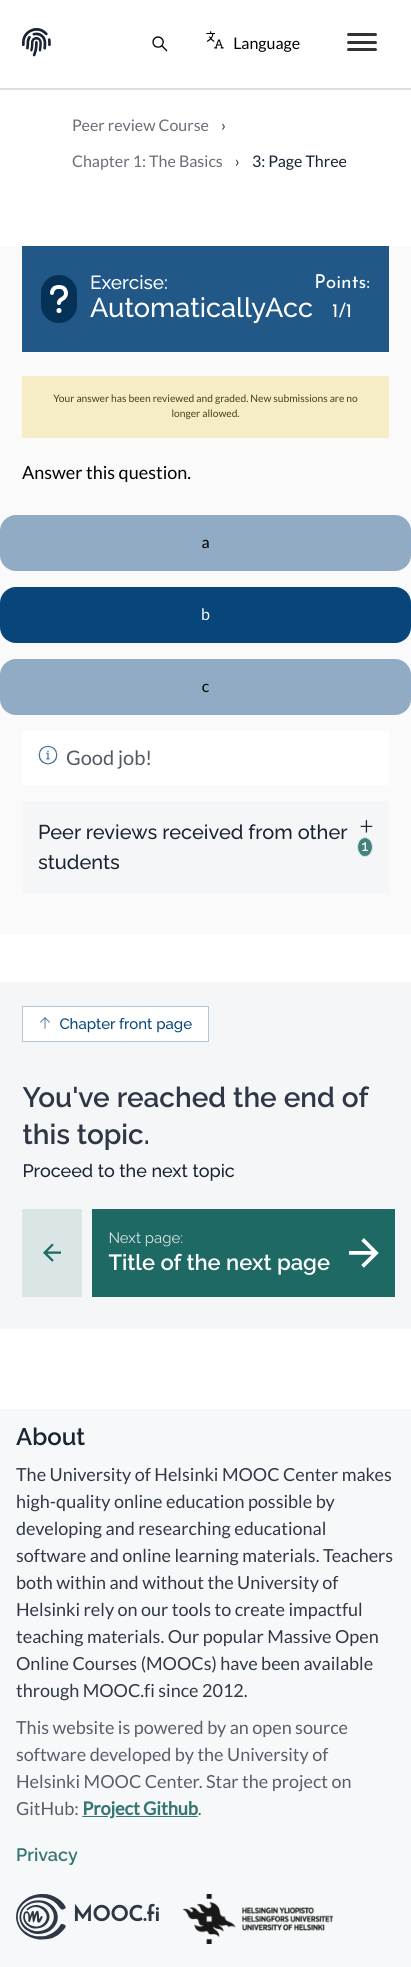 Language
Peer review Course ›
Chapter 1: The Basics › 3: Page Three
?
Exercise:
AutomaticallyAcc
Points:
1/1
Your answer has been reviewed and graded. New submissions are no
longer allowed.
Answer this question.
a
b
c
Good job!
Peer reviews received from other
students
1
Chapter front page
You've reached the end of
this topic.
Proceed to the next topic
Next page:
Title of the next page
About
The University of Helsinki MOOC Center makes
high-quality online education possible by
developing and researching educational
software and online learning materials. Teachers
both within and without the University of
Helsinki rely on our tools to create impactful
teaching materials. Our popular Massive Open
Online Courses (MOOCs) have been available
through MOOC.fi since 2012.
This website is powered by an open source
software developed by the University of
Helsinki MOOC Center. Star the project on
GitHub: Project Github.
Privacy
MOOC.fi
HELSINGIN YLIOPISTO
HELSINGFORS UNIVERSITET
UNIVERSITY OF HELSINKI